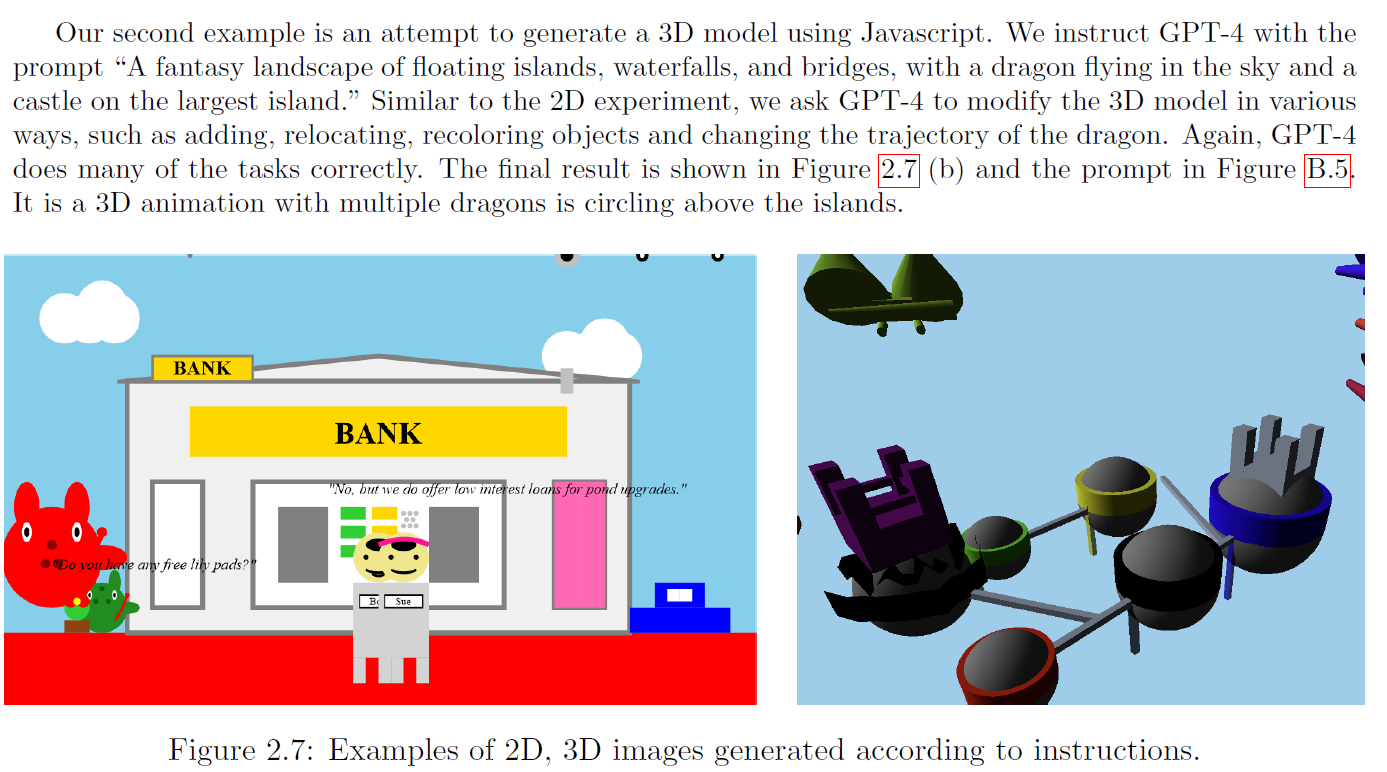 Our second example is an attempt to generate a 3D model using Javascript. We instruct GPT-4 with the
prompt “A fantasy landscape of floating islands, waterfalls, and bridges, with a dragon flying in the sky and a
castle on the largest island.” Similar to the 2D experiment, we ask GPT-4 to modify the 3D model in various
ways, such as adding, relocating, recoloring objects and changing the trajectory of the dragon. Again, GPT-4
does many of the tasks correctly. The final result is shown in Figure 2.7 (b) and the prompt in Figure B.5.
It is a 3D animation with multiple dragons is circling above the islands.
BANK
BANK
"No, but we do offer low interest loans for pond upgrades."
"Do you have any free lily pads?"
Sue
Figure 2.7: Examples of 2D, 3D images generated according to instructions.